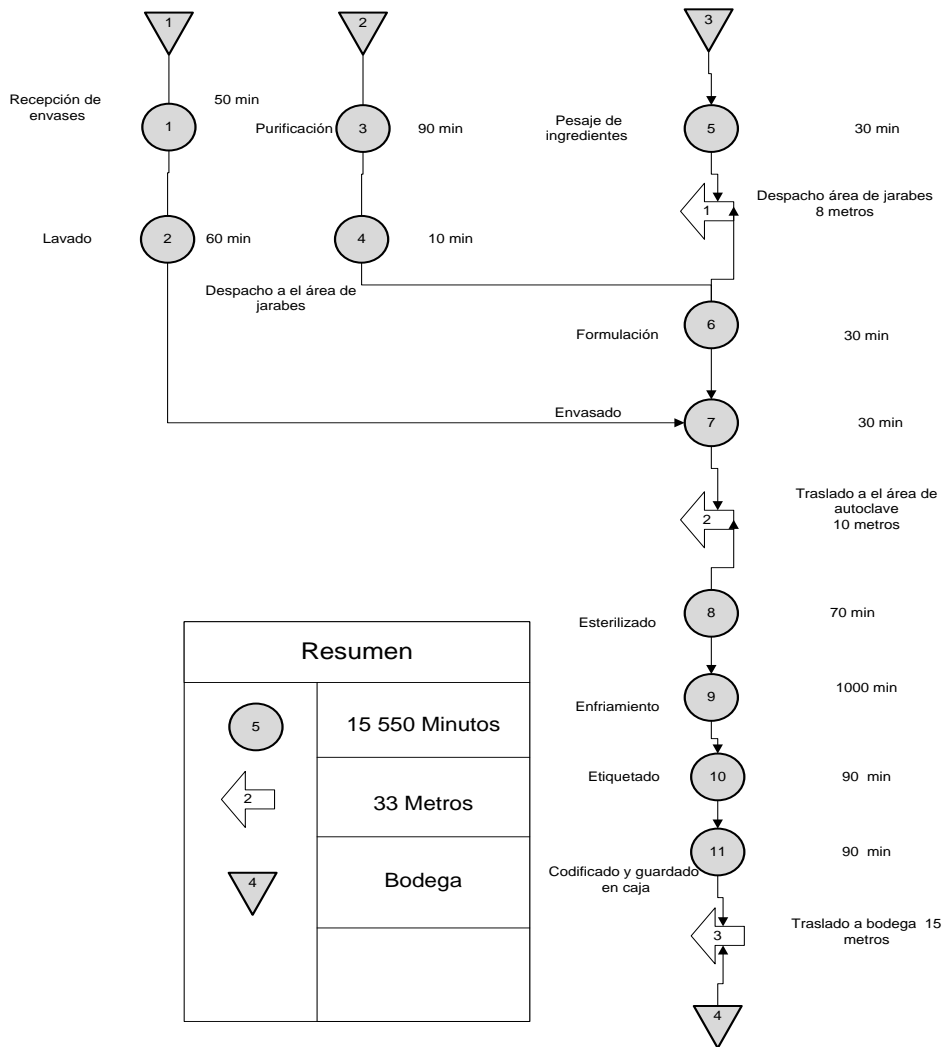 1
2
3
Recepción de
envases
50 min
1
Purificación
3
90 min
Pesaje de
ingredientes
5
30 min
Despacho área de jarabes
8 metros
1
Lavado
2
60 min
4
10 min
Despacho a el área de
jarabes
Formulación
6
30 min
Envasado
7
30 min
Traslado a el área de
autoclave
10 metros
2
Esterilizado
8
70 min
Enfriamiento
9
1000 min
Etiquetado
10
90 min
11
90 min
Codificado y guardado
en caja
Traslado a bodega 15
metros
3
4
Resumen
5
15 550 Minutos
2
33 Metros
4
Bodega